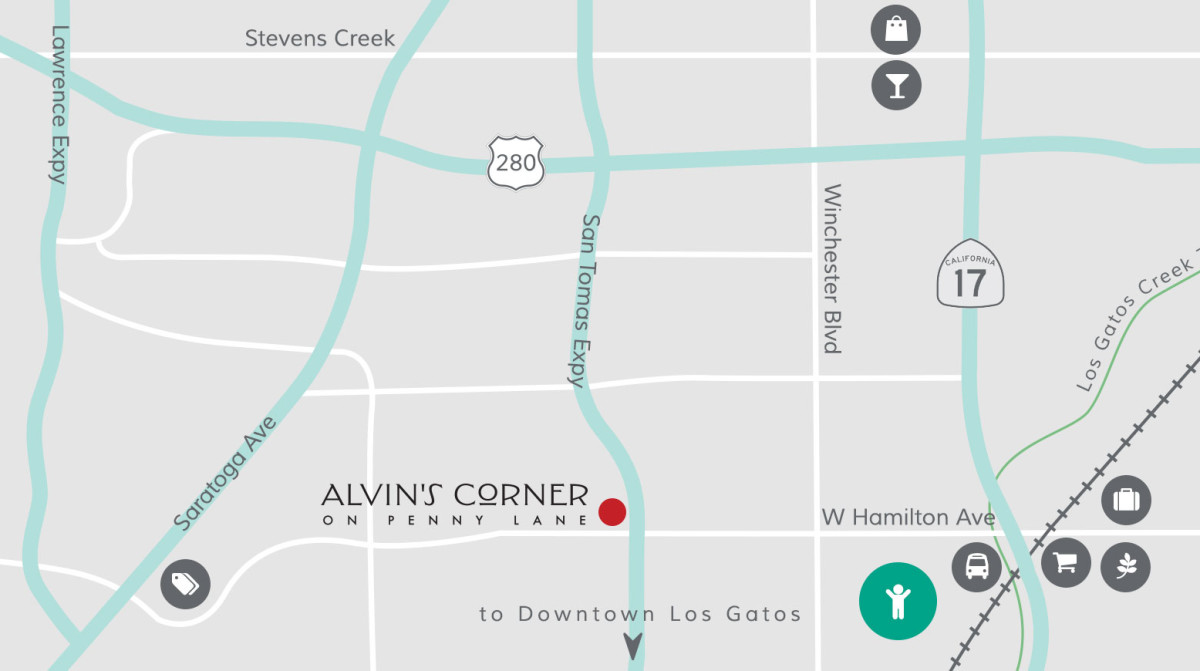 Stevens Creek
Lawrence Expy
280
San Tomas Expy
Winchester Blvd
CALIFORNIA
17
Los Gatos Creek
Saratoga Ave
ALVIN'S CORNER
ON PENNY LANE
W Hamilton Ave
to Downtown Los Gatos